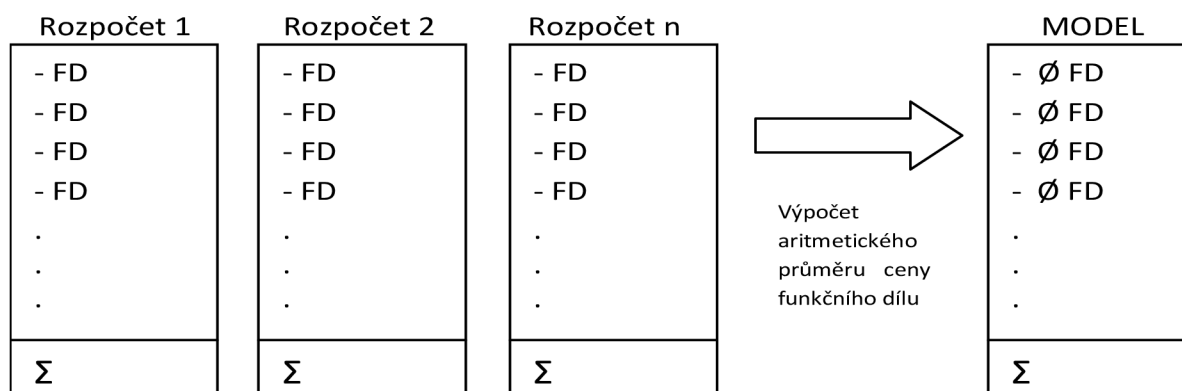 Rozpočet 1
- FD
- FD
- FD
- FD
.
.
.
Σ
Rozpočet 2
- FD
- FD
- FD
- FD
.
.
.
Σ
Rozpočet n
- FD
- FD
- FD
- FD
.
.
.
Σ
Výpočet
aritmetického
průměru ceny
funkčního dílu
MODEL
- Ø FD
- Ø FD
- Ø FD
- Ø FD
.
.
.
Σ